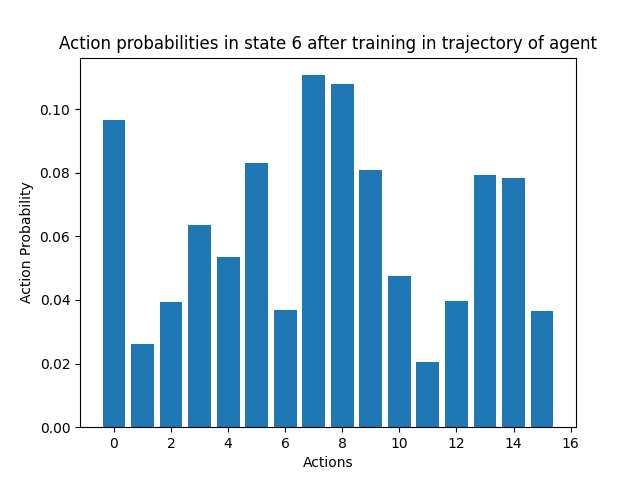 Action probabilities in state 6 after training in trajectory of agent
0.10
0.08
0.06
0.04
0.02
0.00
Action Probability
0 2 4 6 8 10 12 14 16
Actions